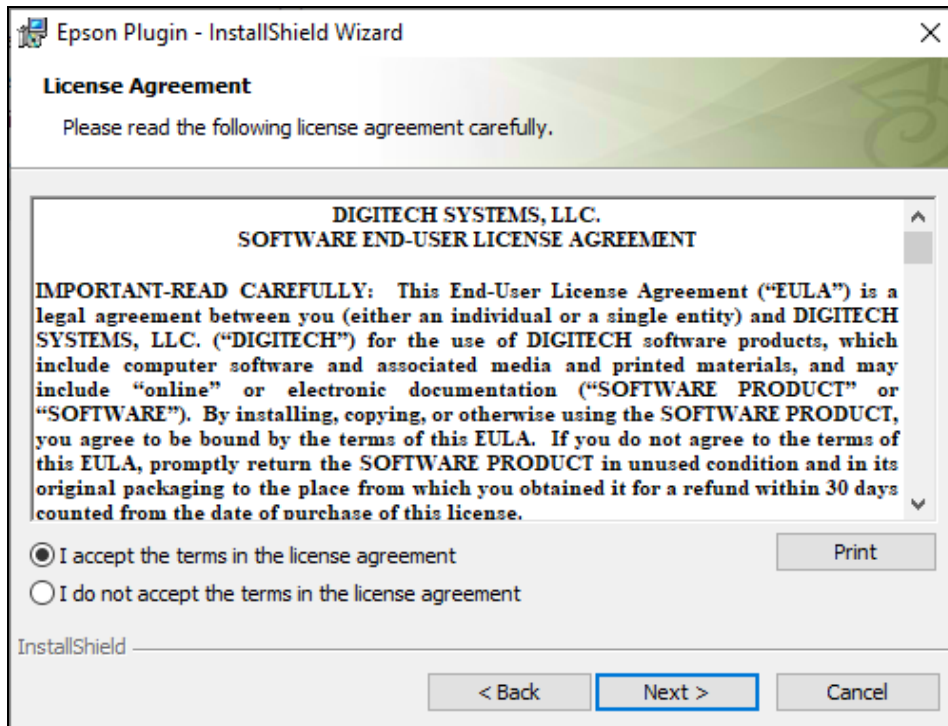 Epson Plugin - InstallShield Wizard
License Agreement
Please read the following license agreement carefully.
DIGITECH SYSTEMS, LLC.
SOFTWARE END-USER LICENSE AGREEMENT
IMPORTANT-READ CAREFULLY: This End-User License Agreement (“EULA”) is a
legal agreement between you (either an individual or a single entity) and DIGITECH
SYSTEMS, LLC. (“DIGITECH”) for the use of DIGITECH software products, which
include computer software and associated media and printed materials, and may
include “online” or electronic documentation (“SOFTWARE PRODUCT” or
“SOFTWARE”). By installing, copying, or otherwise using the SOFTWARE PRODUCT,
you agree to be bound by the terms of this EULA. If you do not agree to the terms of
this EULA, promptly return the SOFTWARE PRODUCT in unused condition and in its
original packaging to the place from which you obtained it for a refund within 30 days
counted from the date of purchase of this license.
I accept the terms in the license agreement
Print
I do not accept the terms in the license agreement
InstallShield
< Back
Next >
Cancel